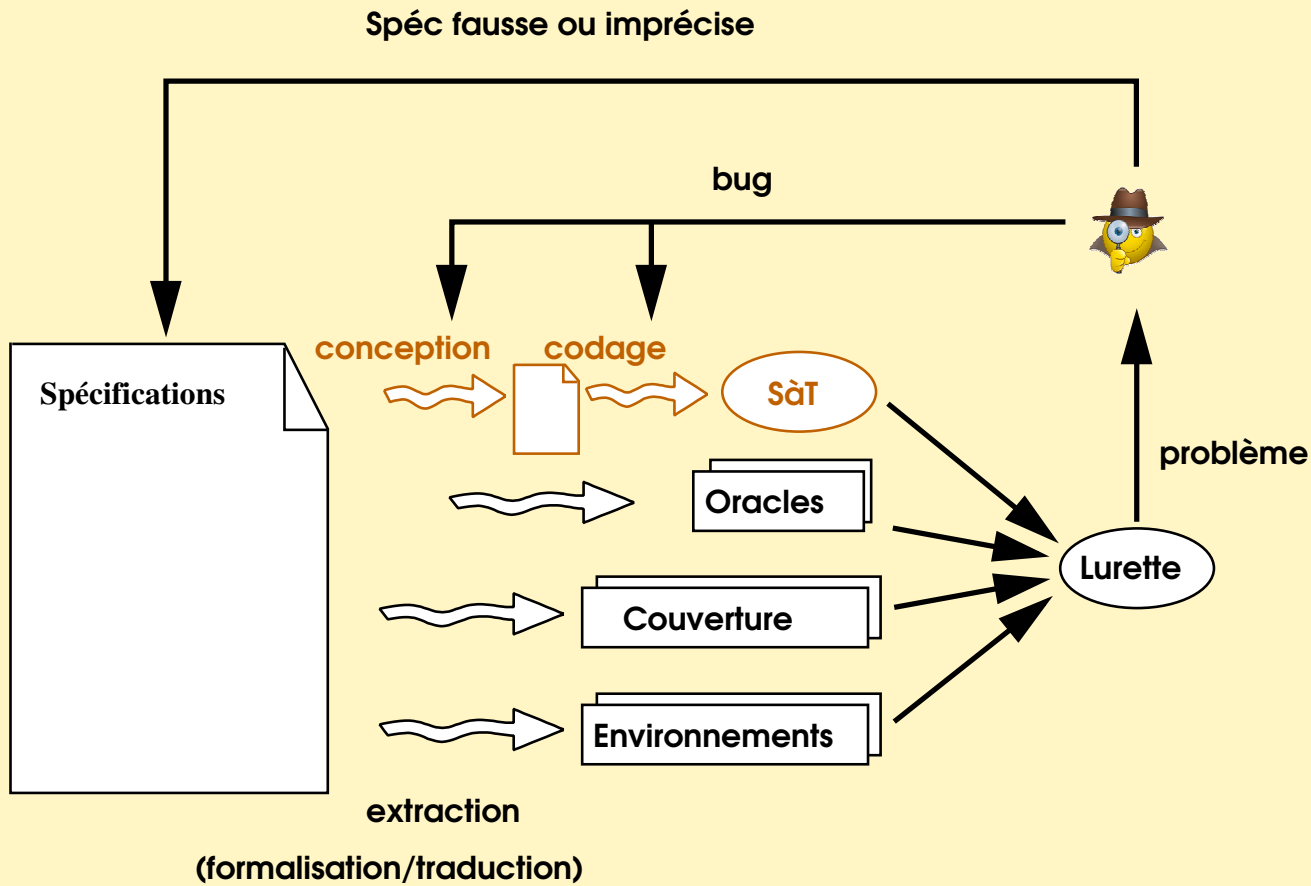 Spéc fausse ou imprécise
bug
conception
codage
Spécifications
SàT
problème
Oracles
Lurette
Couverture
Environnements
extraction
(formalisation/traduction)